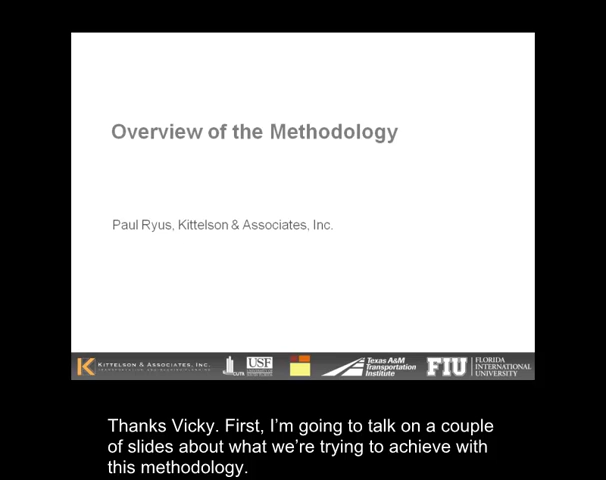 Overview of the Methodology
Paul Ryus, Kittelson & Associates, Inc.
KITTELSON & ASSOCIATES, INC.
CUTR
USF
Texas A&M
Transportation
Institute
FIU
FLORIDA
INTERNATIONAL
UNIVERSITY
Thanks Vicky. First, I'm going to talk on a couple
of slides about what we're trying to achieve with
this methodology.